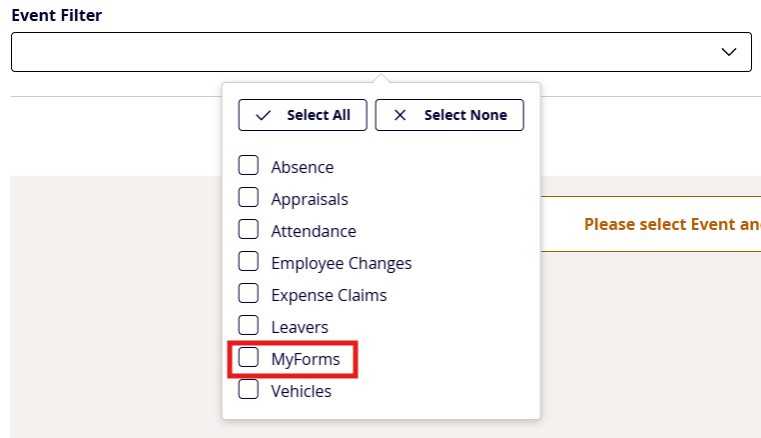 Event Filter
Select All
Select None
Absence
Appraisals
Attendance
Employee Changes
Expense Claims
Leavers
MyForms
Vehicles
Please select Event an